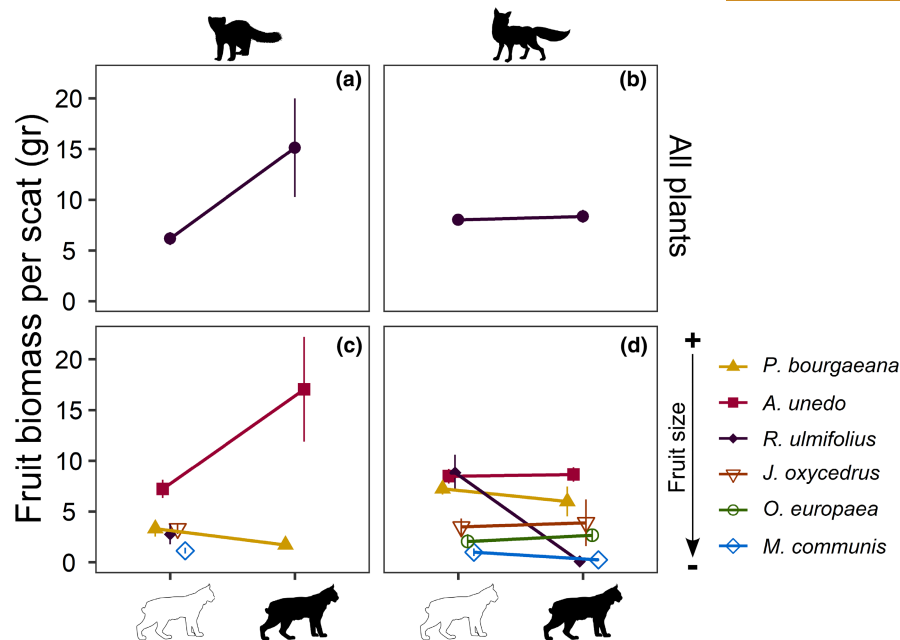 (a)
(b)
20
15
10
5
0
All plants
Fruit biomass per scat (gr)
(c)
(d)
20
15
10
5
0
+
Fruit size
-
P. bourgaeana
A. unedo
R. ulmifolius
J. oxycedrus
O. europaea
M. communis